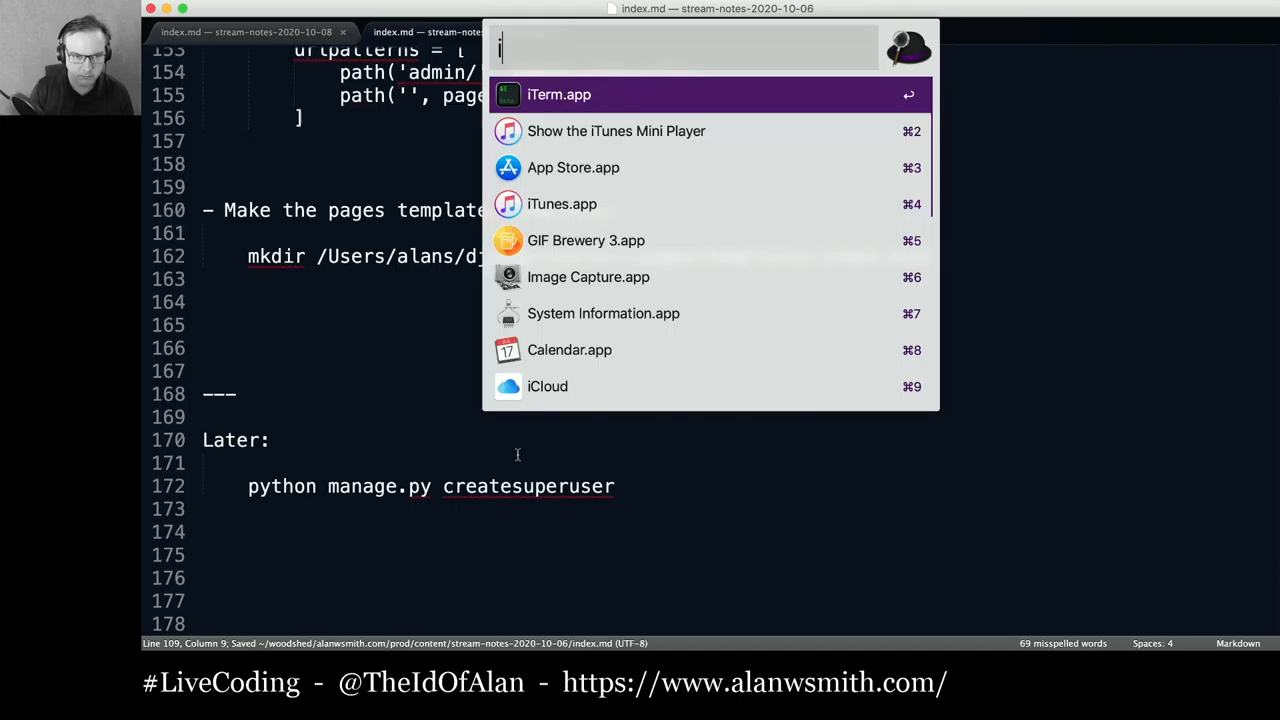 index.md — stream-notes-2020-10-06
index.md — stream-notes-2020-10-08 ×
index.md — stream-notes-2020-
i
153 urlpatterns = [
154 path('admin/'
155 path('', page
156 ]
157
158
159
160 - Make the pages template
161
162 mkdir /Users/alans/dj
163
164
165
166
167
168 ---
169
170 Later:
171
172 python manage.py createsuperuser
173
174
175
176
177
178
iTerm.app
Show the iTunes Mini Player ⌘2
App Store.app ⌘3
iTunes.app ⌘4
GIF Brewery 3.app ⌘5
Image Capture.app ⌘6
System Information.app ⌘7
17 Calendar.app ⌘8
iCloud ⌘9
Line 109, Column 9; Saved ~/woodshed/alanwsmith.com/prod/content/stream-notes-2020-10-06/index.md (UTF-8) 69 misspelled words Spaces: 4 Markdown
#LiveCoding - @TheIdOfAlan - https://www.alanwsmith.com/